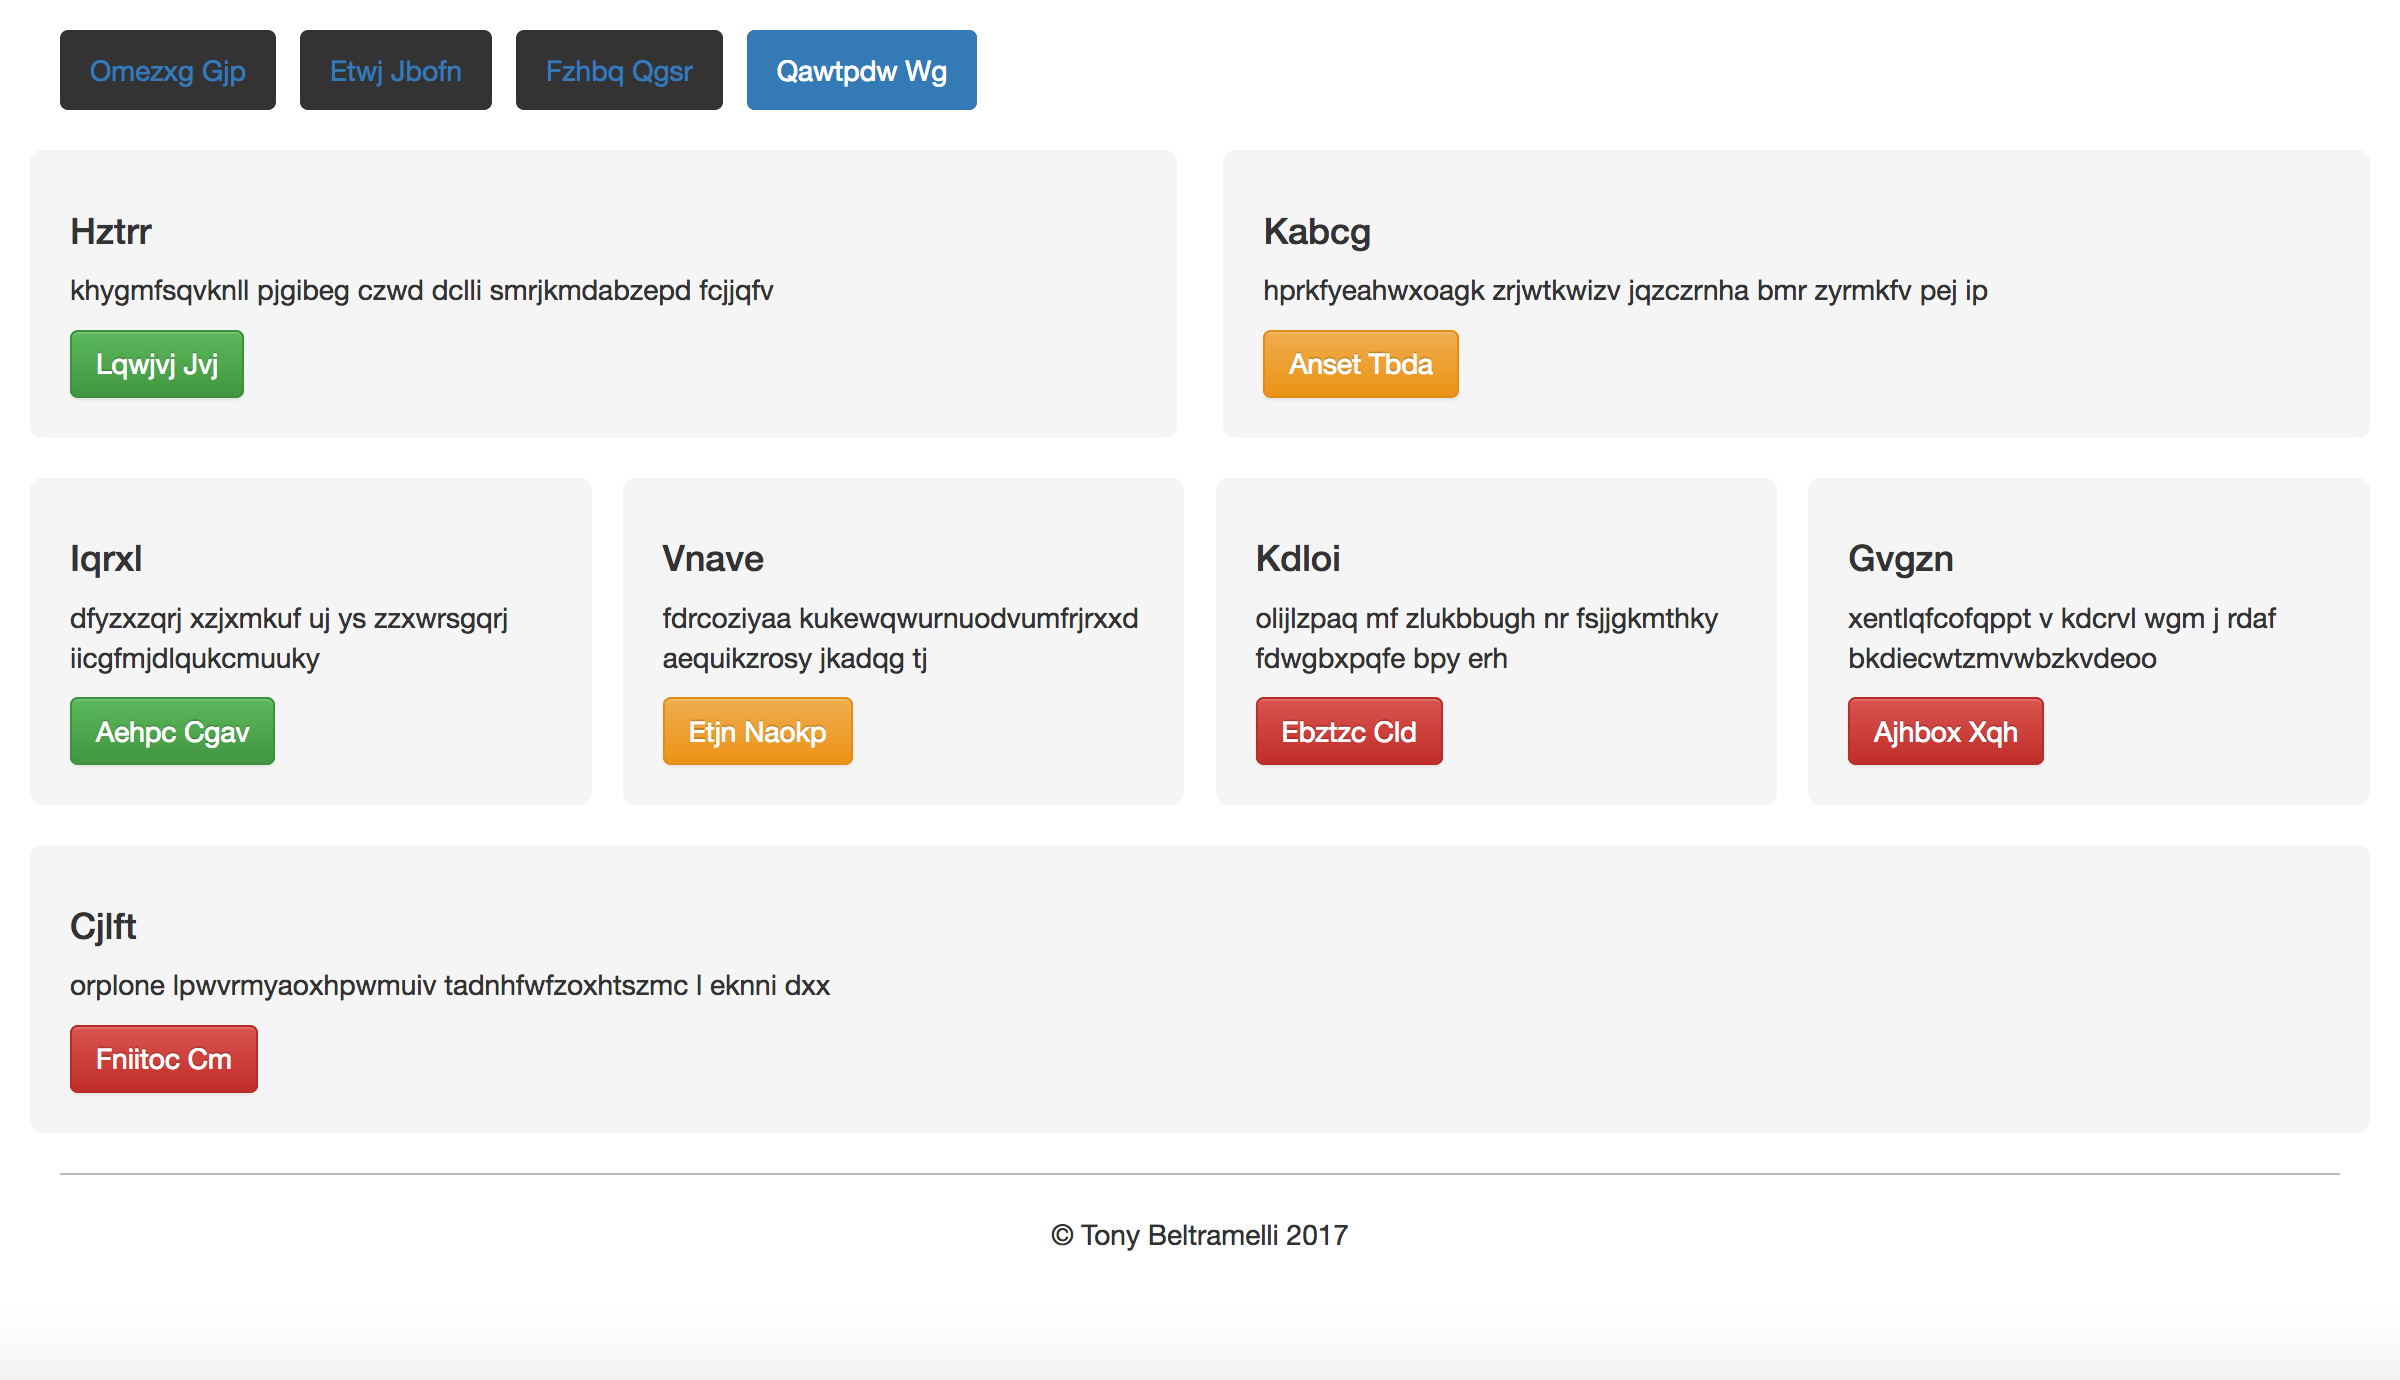 Omezxg Gjp
Etwj Jbofn
Fzhbq Qgsr
Qawtpdw Wg
Hztrr
khygmfsqvknll pjgibeg czwd dclli smrjkmdabzepd fcjjqfv
Lqwjvj Jvj
Kabcg
hprkfyeahwxoagk zrjwtkwizv jqzczrnha bmr zyrmkfv pej ip
Anset Tbda
Iqrxl
dfyzxzqrj xzjxmkuf uj ys zzxwrsgqrj
iicgfmjdlqukcmuuky
Aehpc Cgav
Vnave
fdrcoziyaa kukewqwurnuodvumfrjrxxd
aequikzrosy jkadqg tj
Etjn Naokp
Kdloi
olijlzpaq mf zlukbbugh nr fsjjgkmthky
fdwgbxpqfe bpy erh
Ebztzc Cld
Gvgzn
xentlqfcofqppt v kdcrvl wgm j rdaf
bkdiecwtzmvwbzkvdeoo
Ajhbox Xqh
Cjlft
orplone lpwvrmyaoxhpwmuiv tadnhfwfzoxhtszmc l eknni dxx
Fniitoc Cm
© Tony Beltramelli 2017